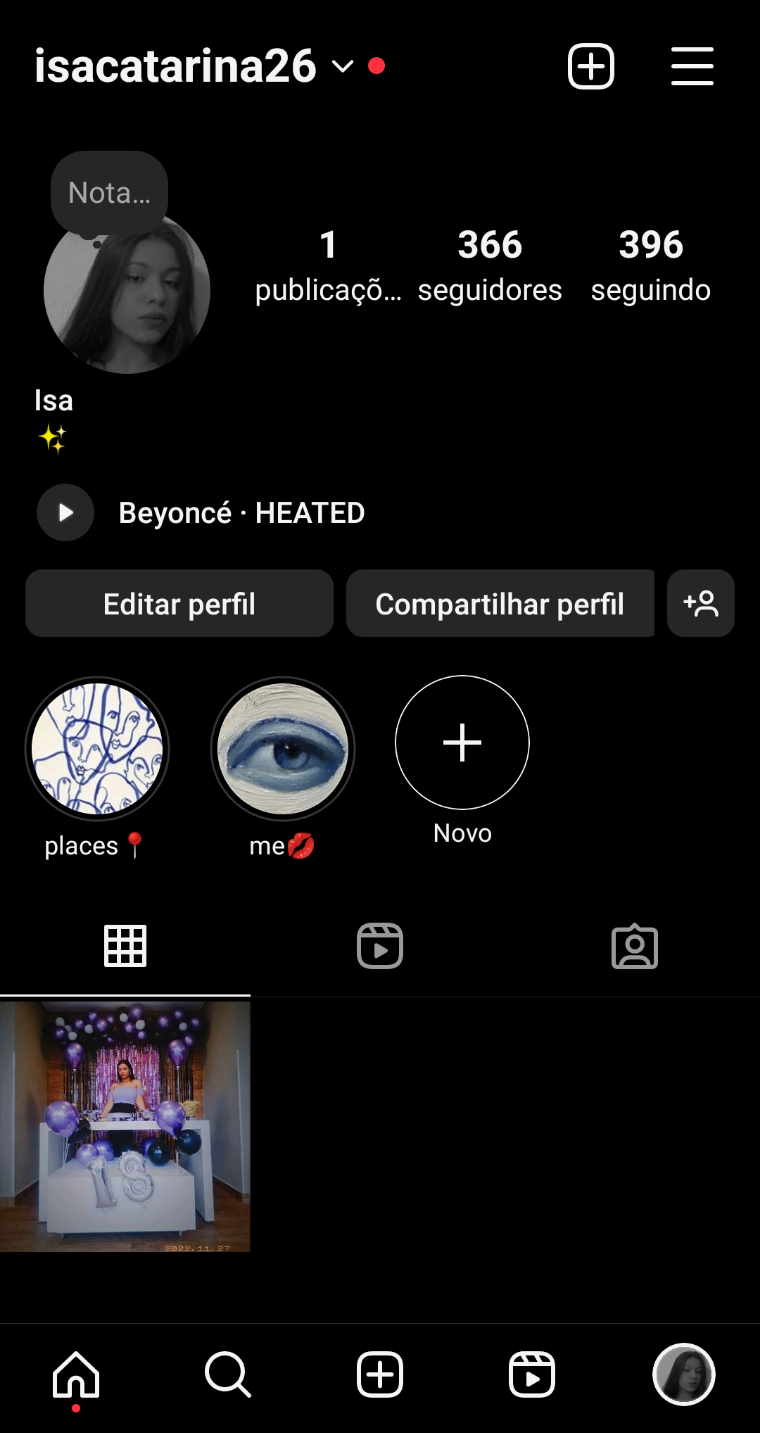 isacatarina26
Nota...
1 366 396
publicaçõ... seguidores seguindo
Isa
✨
Beyoncé · HEATED
Editar perfil Compartilhar perfil
places📍 me💋 Novo
18
2022.11.27